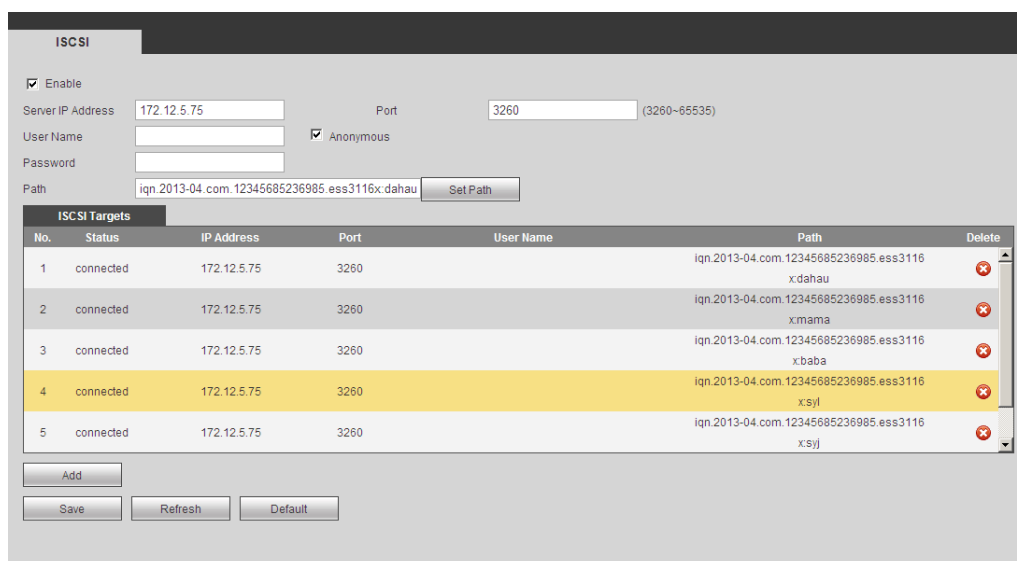 ISCSI
Enable
Server IP Address 172.12.5.75 Port 3260 (3260~65535)
User Name Anonymous
Password
Path iqn.2013-04.com.12345685236985.ess3116x:dahau Set Path
ISCSI Targets
No. Status IP Address Port User Name Path Delete
iqn.2013-04.com.12345685236985.ess3116
1 connected 172.12.5.75 3260
x:dahau
iqn.2013-04.com.12345685236985.ess3116
2 connected 172.12.5.75 3260
x:mama
iqn.2013-04.com.12345685236985.ess3116
3 connected 172.12.5.75 3260
x:baba
iqn.2013-04.com.12345685236985.ess3116
4 connected 172.12.5.75 3260
x:syl
iqn.2013-04.com.12345685236985.ess3116
5 connected 172.12.5.75 3260
x:syj
Add
Save Refresh Default